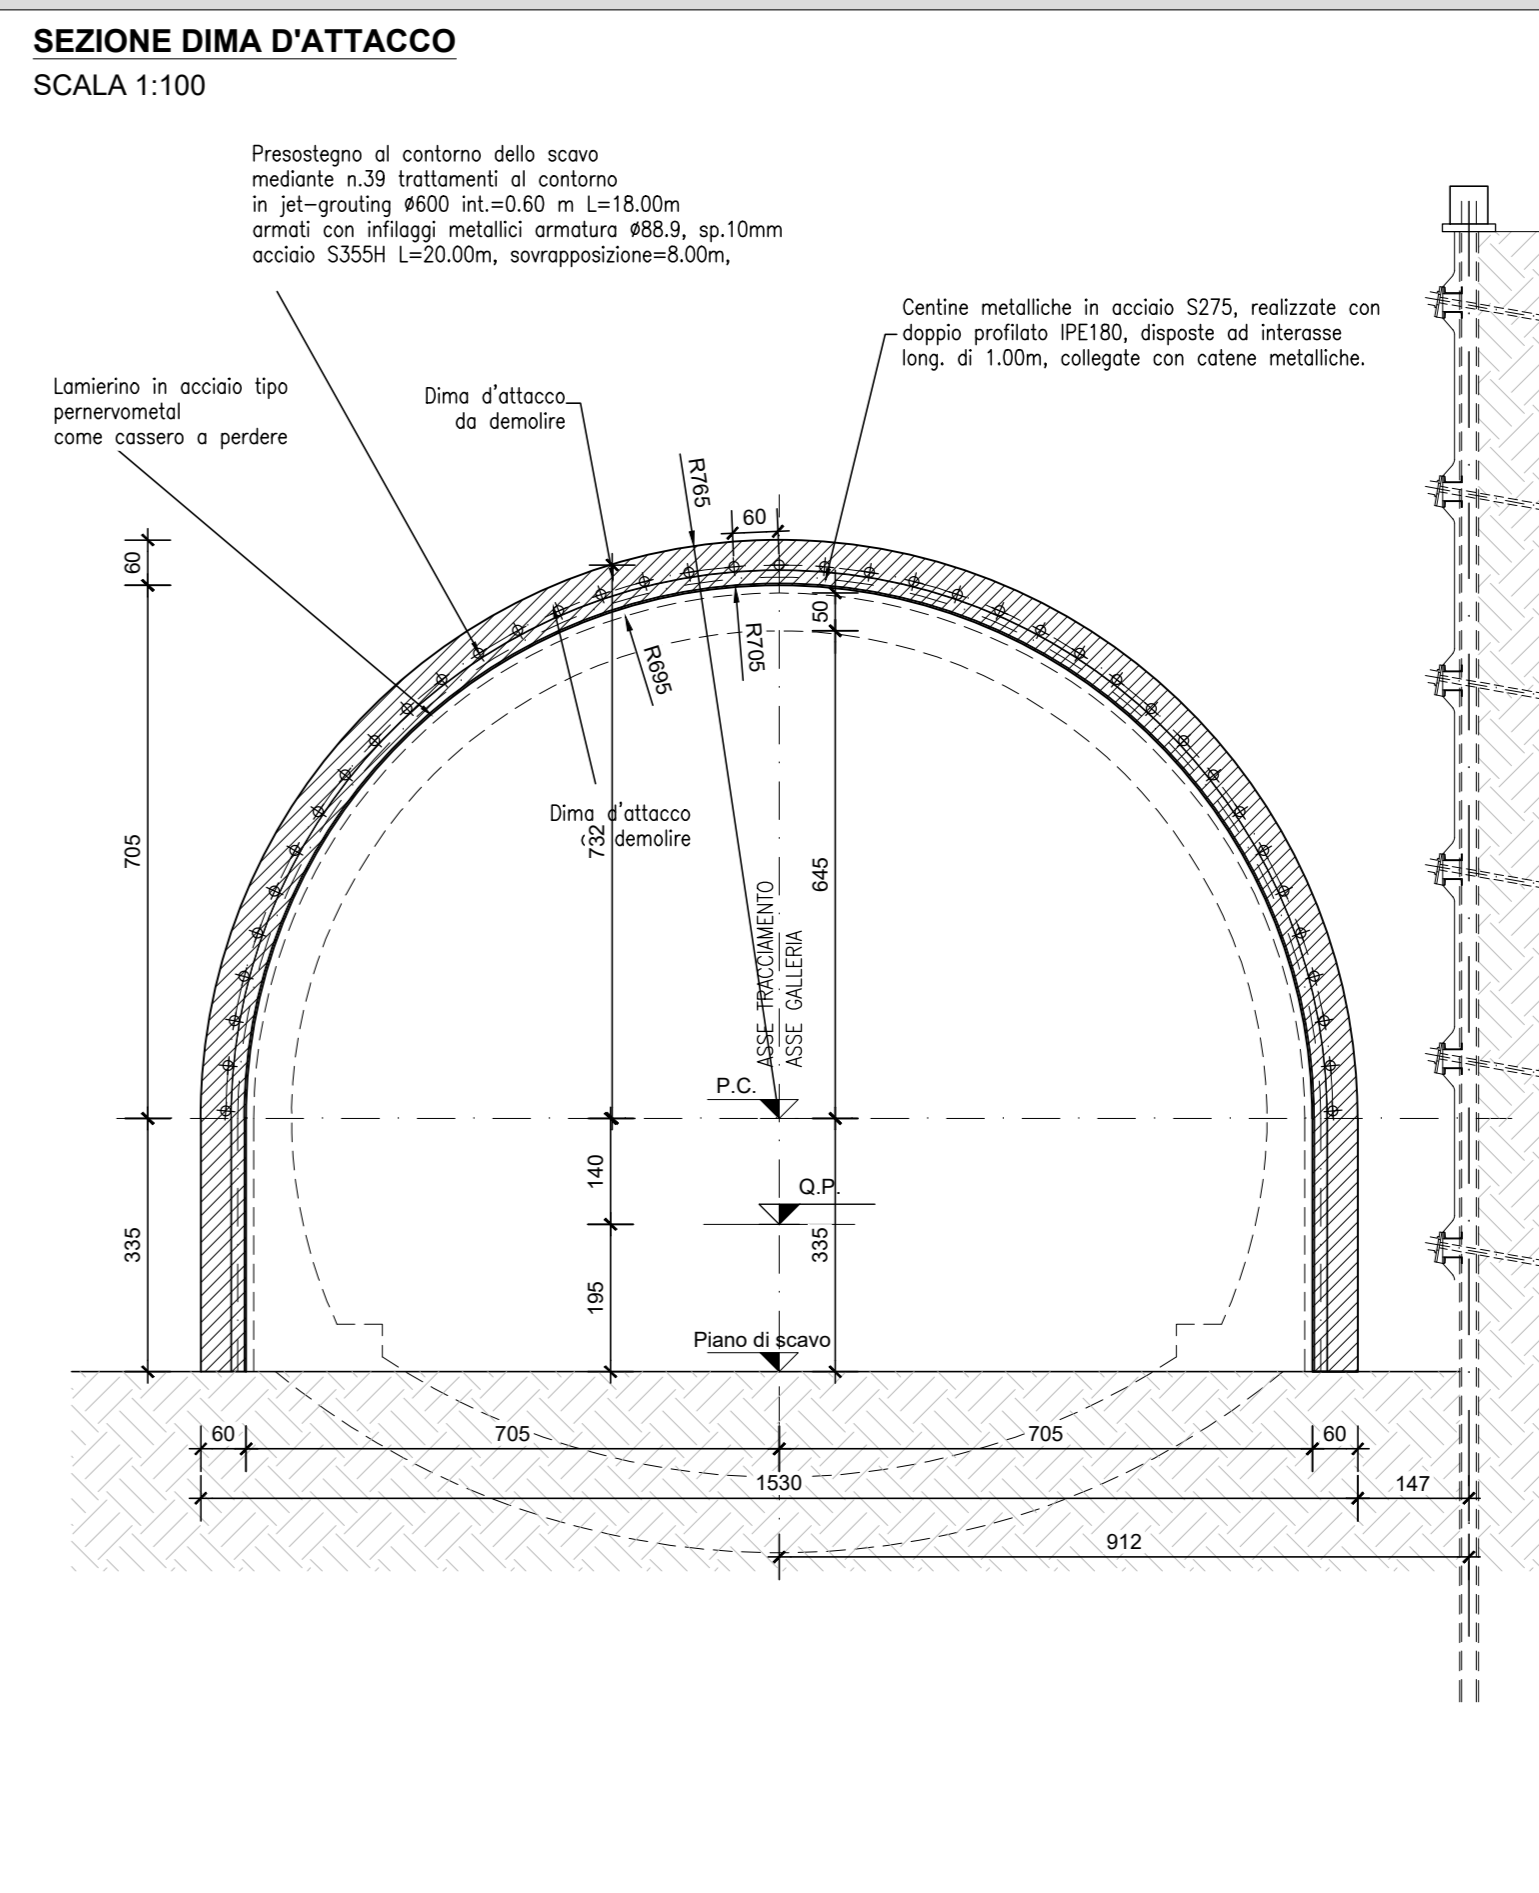 SEZIONE DIMA D'ATTACCO
SCALA 1:100
Presostegno al contorno dello scavo
mediante n.39 trattamenti al contorno
in jet-grouting ø600 int.=0.60 m L=18.00m
armati con infilaggi metallici armatura ø88.9, sp.10mm
acciaio S355H L=20.00m, sovrapposizione=8.00m,
Centine metalliche in acciaio S275, realizzate con
doppio profilato IPE180, disposte ad interasse
long. di 1.00m, collegate con catene metalliche.
Lamierino in acciaio tipo
pernervometal
come cassero a perdere
Dima d'attacco
da demolire
R765
60
60
50
R705
R695
Dima d'attacco
demolire
732
705
645
ASSE TRACCIAMENTO
ASSE GALLERIA
P.C.
140
Q.P.
335
335
195
Piano di scavo
60
705
705
60
1530
147
912